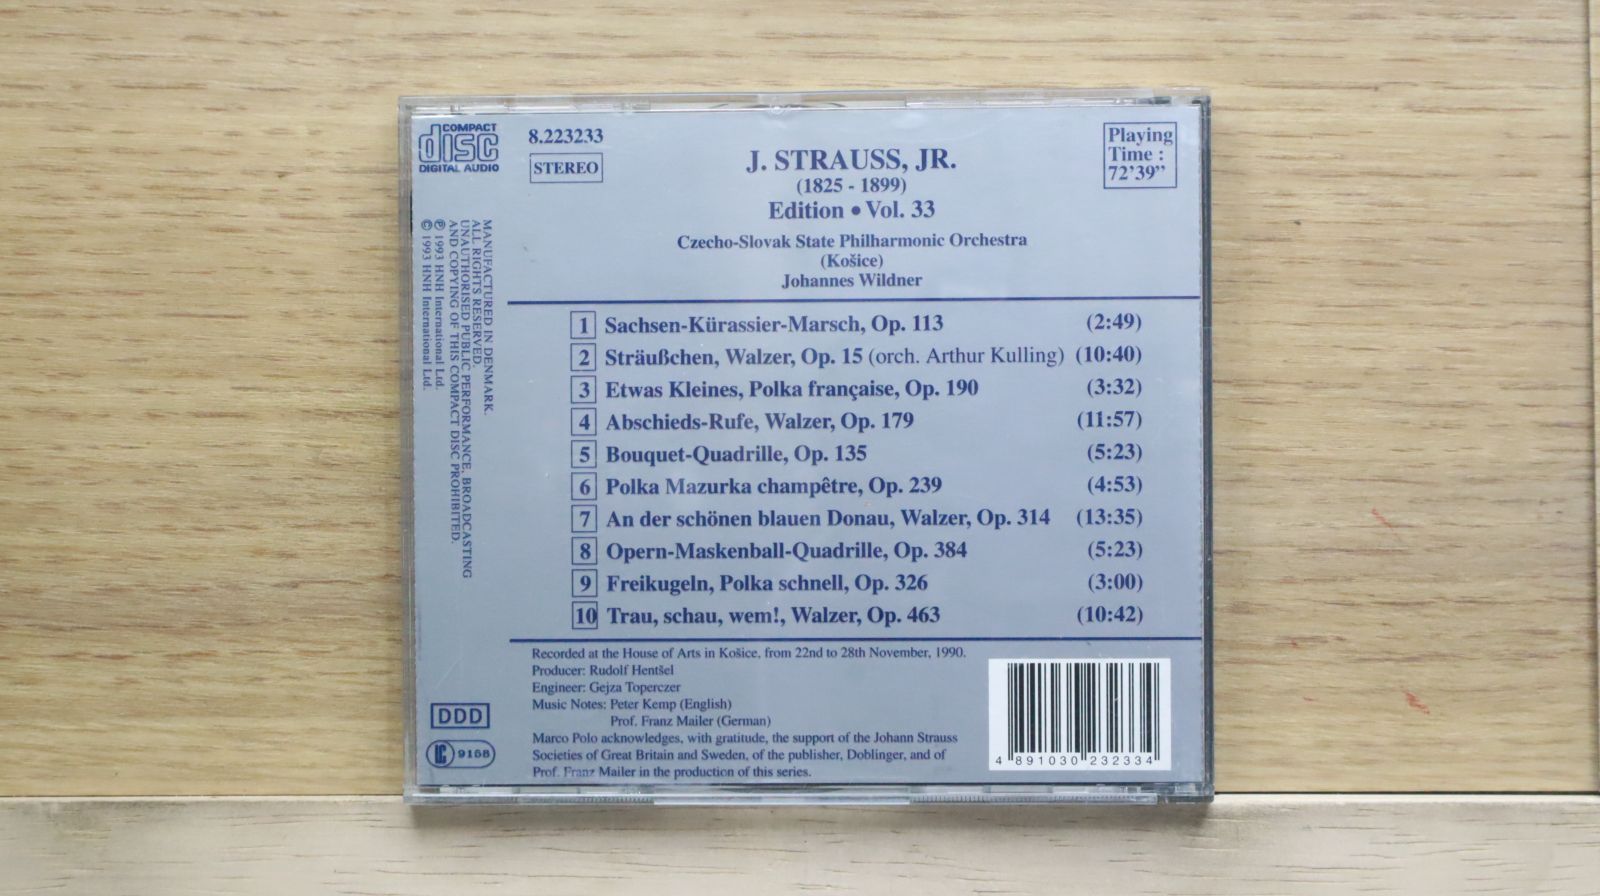 COMPACT
disc
DIGITAL AUDIO
8.223233
STEREO
J. STRAUSS, JR.
(1825 - 1899)
Edition • Vol. 33
Playing
Time :
72'39”
Czecho-Slovak State Philharmonic Orchestra
(Košice)
Johannes Wildner
1 Sachsen-Kürassier-Marsch, Op. 113 (2:49)
2 Sträußchen, Walzer, Op. 15 (orch. Arthur Kulling) (10:40)
3 Etwas Kleines, Polka française, Op. 190 (3:32)
4 Abschieds-Rufe, Walzer, Op. 179 (11:57)
5 Bouquet-Quadrille, Op. 135 (5:23)
6 Polka Mazurka champêtre, Op. 239 (4:53)
7 An der schönen blauen Donau, Walzer, Op. 314 (13:35)
8 Opern-Maskenball-Quadrille, Op. 384 (5:23)
9 Freikugeln, Polka schnell, Op. 326 (3:00)
10 Trau, schau, wem!, Walzer, Op. 463 (10:42)
Recorded at the House of Arts in Košice, from 22nd to 28th November, 1990.
Producer: Rudolf Hentšel
Engineer: Gejza Toperczer
Music Notes: Peter Kemp (English)
Prof. Franz Mailer (German)
Marco Polo acknowledges, with gratitude, the support of the Johann Strauss
Societies of Great Britain and Sweden, of the publisher, Doblinger, and of
Prof. Franz Mailer in the production of this series.
MANUFACTURED IN DENMARK.
ALL RIGHTS RESERVED.
UNAUTHORISED PUBLIC PERFORMANCE, BROADCASTING
AND COPYING OF THIS COMPACT DISC PROHIBITED.
℗ 1993 HNH International Ltd.
© 1993 HNH International Ltd.
DDD
LC 9158
4 891030 232334